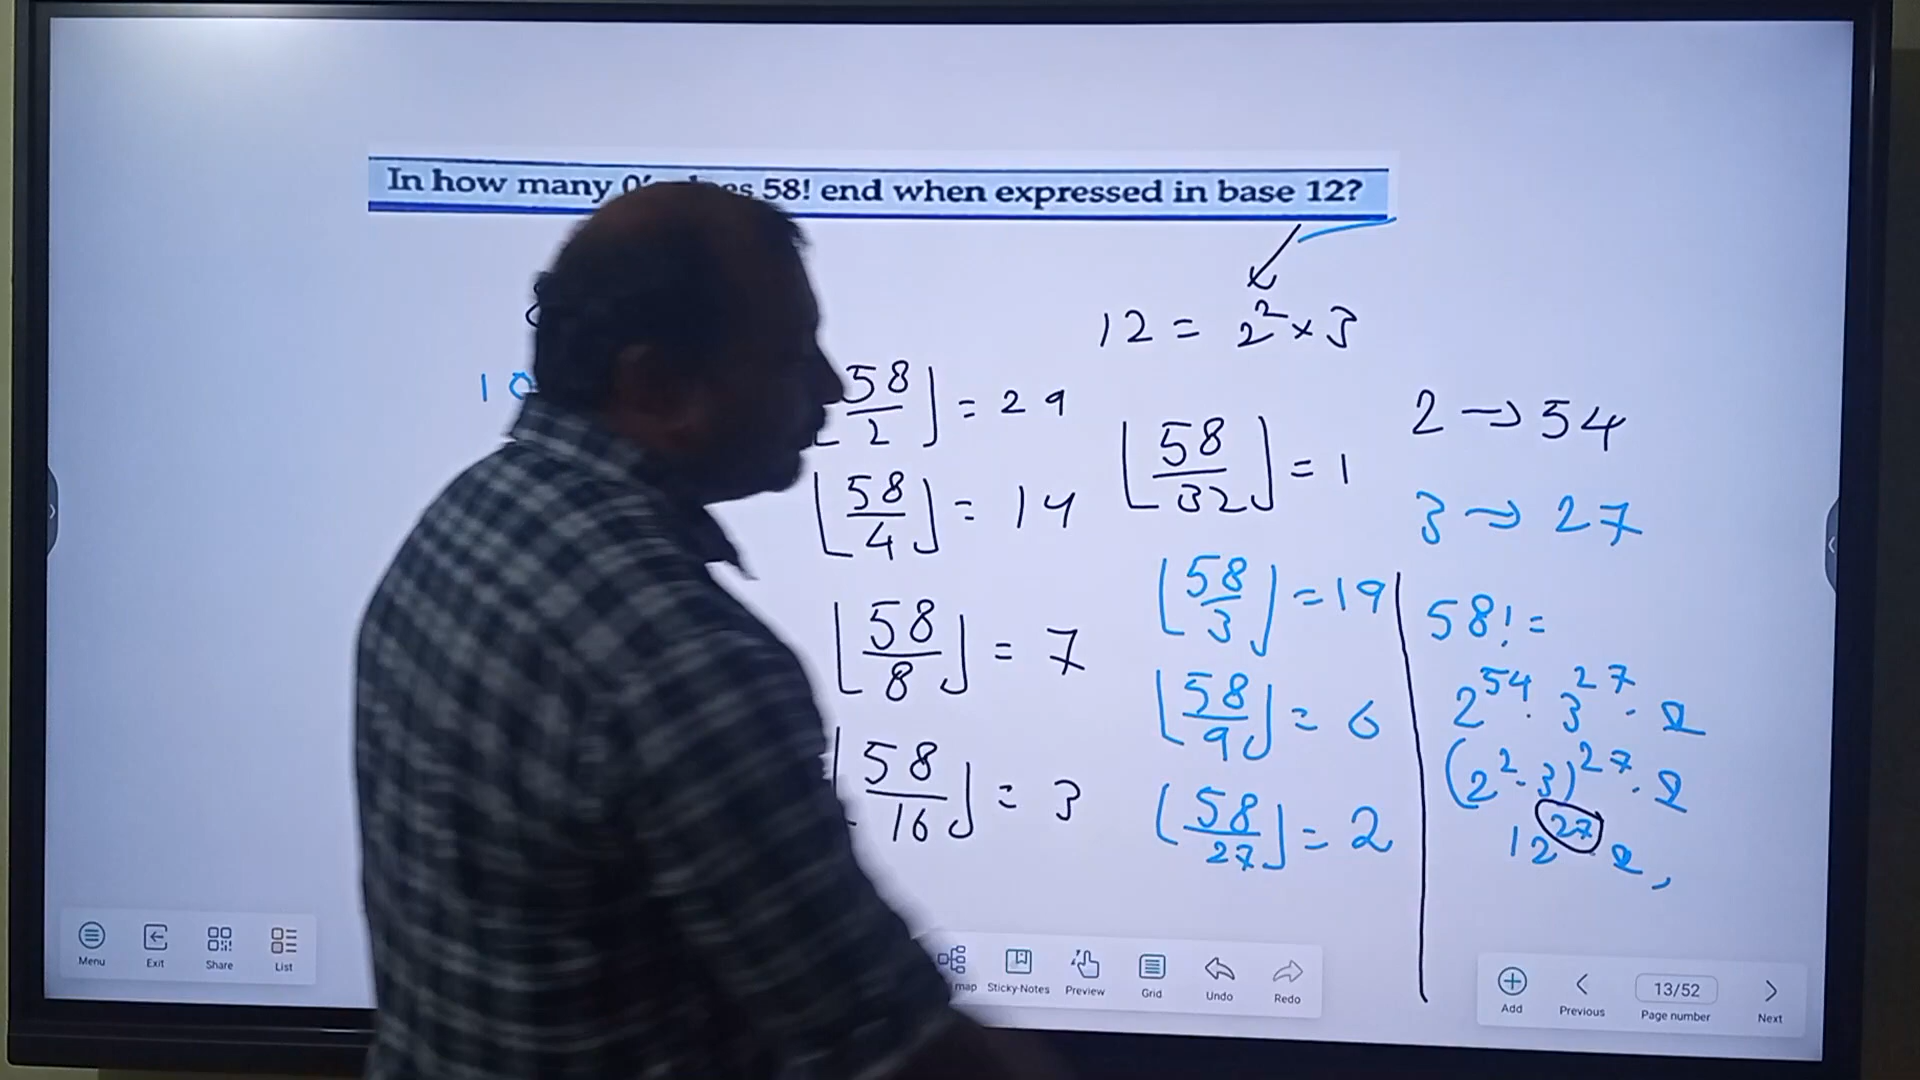 In how many 0's does 58! end when expressed in base 12?
12 = 2² × 3
10
58/2⌋ = 29
⌊58/4⌋ = 14
⌊58/8⌋ = 7
58/16⌋ = 3
⌊58/32⌋ = 1
⌊58/3⌋ = 19
⌊58/9⌋ = 6
⌊58/27⌋ = 2
2 → 54
3 → 27
58! =
2⁵⁴ · 3²⁷ ·
(2² · 3)²⁷ ·
12²⁷
Menu
Exit
Share
List
map
Sticky-Notes
Preview
Grid
Undo
Redo
Add
Previous
13/52
Page number
Next